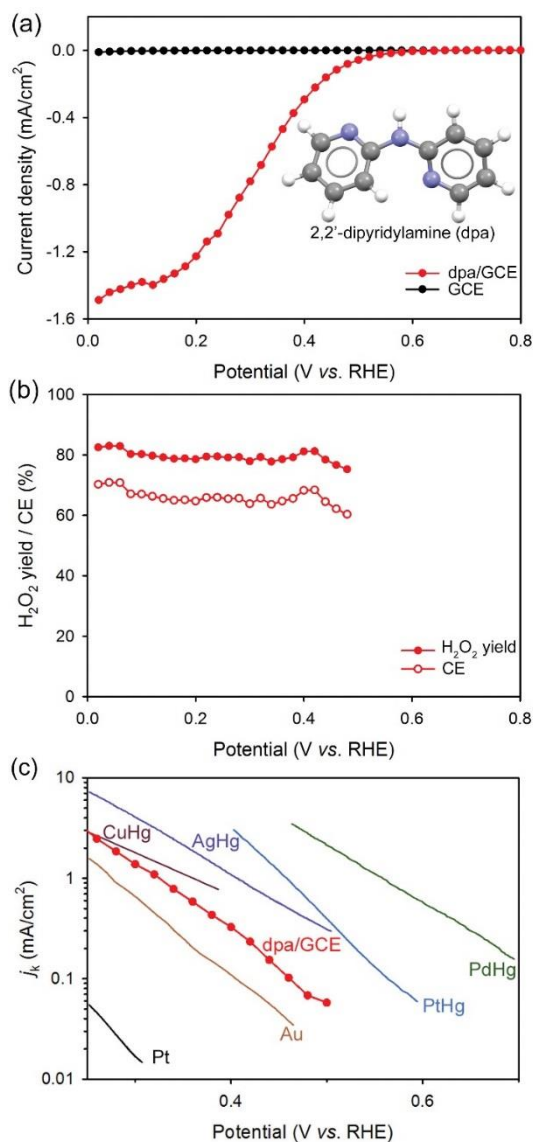 (a)
0.0
-0.4
-0.8
-1.2
-1.6
Current density (mA/cm²)
2,2'-dipyridylamine (dpa)
dpa/GCE
GCE
0.0 0.2 0.4 0.6 0.8
Potential (V vs. RHE)
(b)
100
80
60
40
20
0
H₂O₂ yield / CE (%)
H₂O₂ yield
CE
0.0 0.2 0.4 0.6 0.8
Potential (V vs. RHE)
(c)
10
1
0.1
0.01
jₖ (mA/cm²)
CuHg
AgHg
dpa/GCE
PdHg
PtHg
Au
Pt
0.4 0.6
Potential (V vs. RHE)